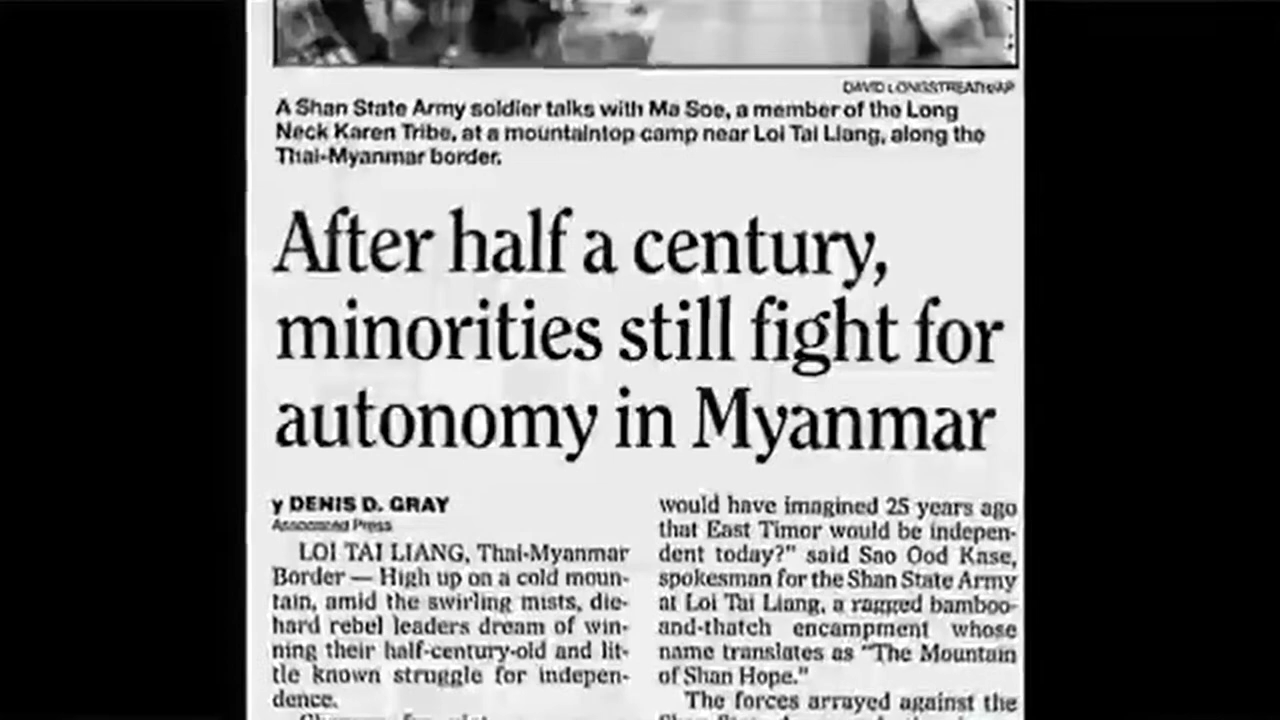 DAVID LONGSTREATH/AP
A Shan State Army soldier talks with Ma Soe, a member of the Long
Neck Karen Tribe, at a mountaintop camp near Loi Tai Liang, along the
Thai-Myanmar border.
After half a century,
minorities still fight for
autonomy in Myanmar
y DENIS D. GRAY
Associated Press
LOI TAI LIANG, Thai-Myanmar
Border — High up on a cold moun-
tain, amid the swirling mists, die-
hard rebel leaders dream of win-
ning their half-century-old and lit-
tle known struggle for indepen-
dence.
would have imagined 25 years ago
that East Timor would be indepen-
dent today?" said Sao Ood Kase,
spokesman for the Shan State Army
at Loi Tai Liang, a ragged bamboo-
and-thatch encampment whose
name translates as "The Mountain
of Shan Hope."
The forces arrayed against the